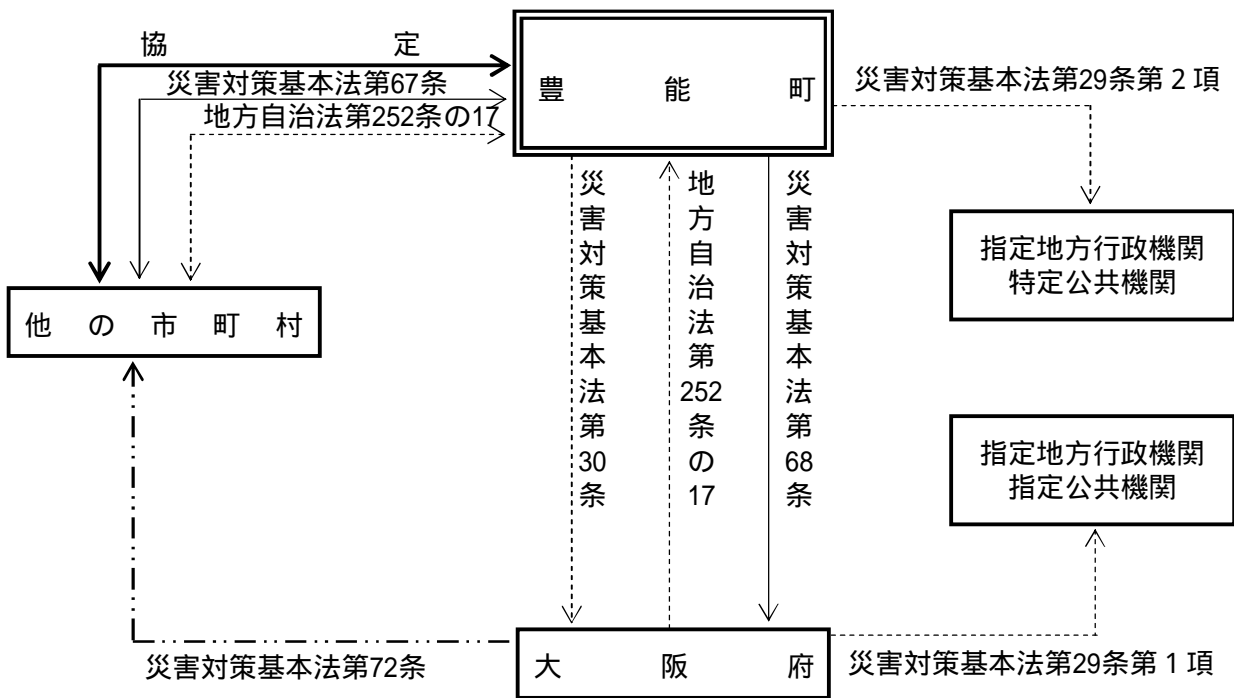 協定
災害対策基本法第67条
地方自治法第252条の17
豊能町
災害対策基本法第29条第２項
指定地方行政機関
特定公共機関
他の市町村
災害対策基本法第30条
地方自治法第252条の17
災害対策基本法第68条
指定地方行政機関
指定公共機関
災害対策基本法第72条
大阪府
災害対策基本法第29条第１項